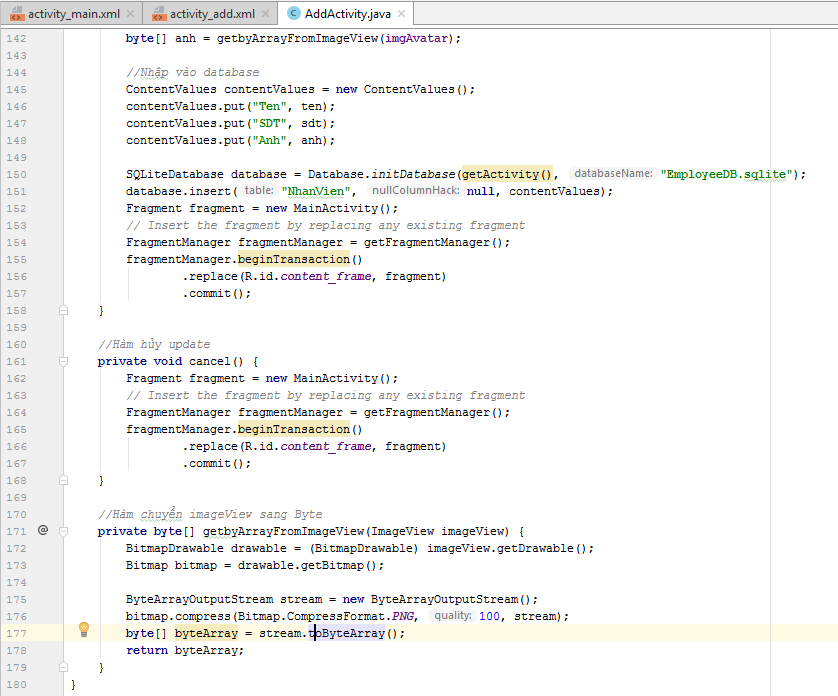 activity_main.xml × activity_add.xml × C AddActivity.java ×
142 byte[] anh = getbyArrayFromImageView(imgAvatar);
143
144 //Nhập vào database
145 ContentValues contentValues = new ContentValues();
146 contentValues.put("Ten", ten);
147 contentValues.put("SDT", sdt);
148 contentValues.put("Anh", anh);
149
150 SQLiteDatabase database = Database.initDatabase(getActivity(), databaseName: "EmployeeDB.sqlite");
151 database.insert( table: "NhanVien", nullColumnHack: null, contentValues);
152 Fragment fragment = new MainActivity();
153 // Insert the fragment by replacing any existing fragment
154 FragmentManager fragmentManager = getFragmentManager();
155 fragmentManager.beginTransaction()
156 .replace(R.id.content_frame, fragment)
157 .commit();
158 }
159
160 //Hàm hủy update
161 private void cancel() {
162 Fragment fragment = new MainActivity();
163 // Insert the fragment by replacing any existing fragment
164 FragmentManager fragmentManager = getFragmentManager();
165 fragmentManager.beginTransaction()
166 .replace(R.id.content_frame, fragment)
167 .commit();
168 }
169
170 //Hàm chuyển imageView sang Byte
171 @ private byte[] getbyArrayFromImageView(ImageView imageView) {
172 BitmapDrawable drawable = (BitmapDrawable) imageView.getDrawable();
173 Bitmap bitmap = drawable.getBitmap();
174
175 ByteArrayOutputStream stream = new ByteArrayOutputStream();
176 bitmap.compress(Bitmap.CompressFormat.PNG, quality: 100, stream);
177 byte[] byteArray = stream.toByteArray();
178 return byteArray;
179 }
180 }